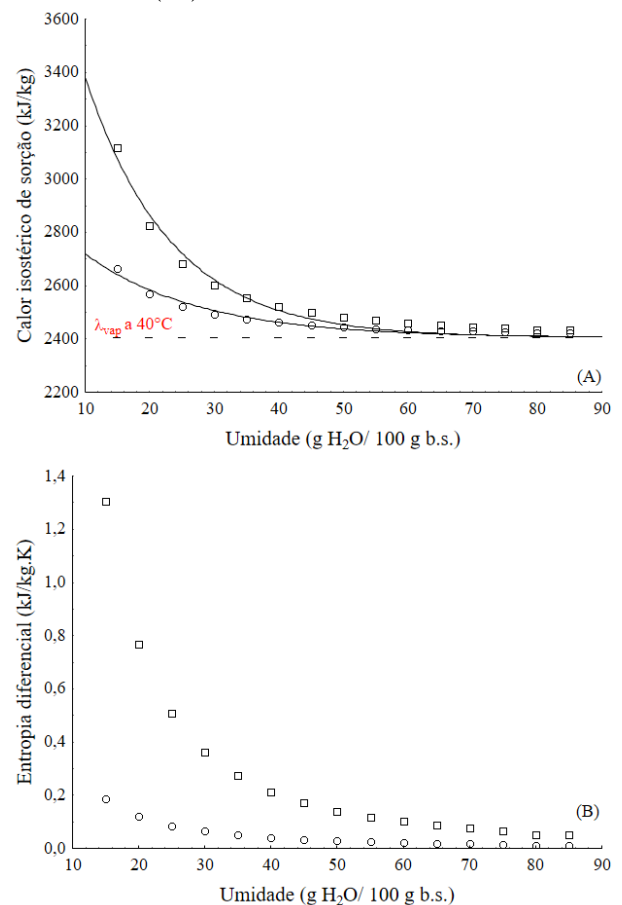 3600
3400
3200
3000
2800
2600
2400
2200
Calor isostérico de sorção (kJ/kg)
λvap a 40°C
(A)
10 20 30 40 50 60 70 80 90
Umidade (g H₂O/ 100 g b.s.)
1,4
1,2
1,0
0,8
0,6
0,4
0,2
0,0
Entropia diferencial (kJ/kg.K)
(B)
10 20 30 40 50 60 70 80 90
Umidade (g H₂O/ 100 g b.s.)